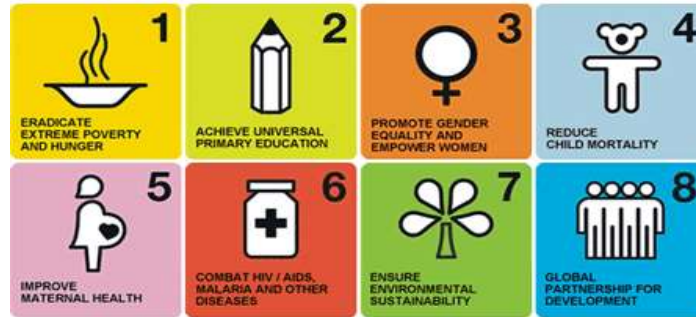 1
ERADICATE
EXTREME POVERTY
AND HUNGER
2
ACHIEVE UNIVERSAL
PRIMARY EDUCATION
3
PROMOTE GENDER
EQUALITY AND
EMPOWER WOMEN
4
REDUCE
CHILD MORTALITY
5
IMPROVE
MATERNAL HEALTH
6
COMBAT HIV / AIDS,
MALARIA AND OTHER
DISEASES
7
ENSURE
ENVIRONMENTAL
SUSTAINABILITY
8
GLOBAL
PARTNERSHIP FOR
DEVELOPMENT